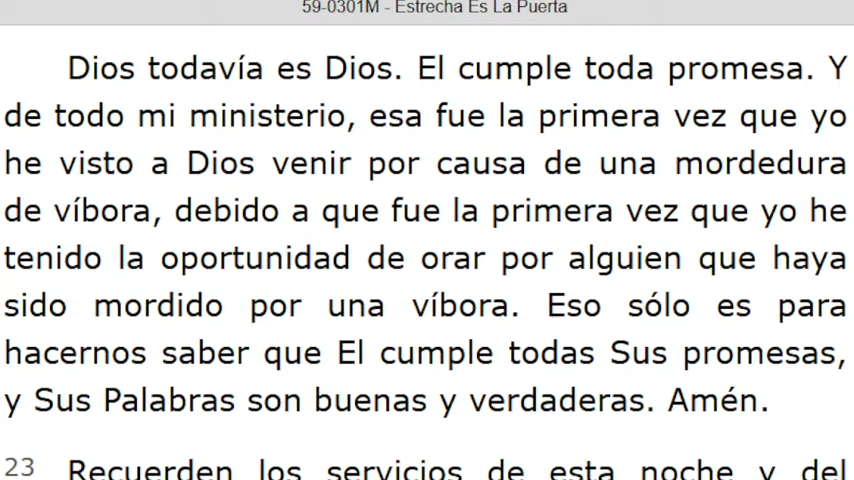 59-0301M - Estrecha Es La Puerta
Dios todavía es Dios. El cumple toda promesa. Y
de todo mi ministerio, esa fue la primera vez que yo
he visto a Dios venir por causa de una mordedura
de víbora, debido a que fue la primera vez que yo he
tenido la oportunidad de orar por alguien que haya
sido mordido por una víbora. Eso sólo es para
hacernos saber que El cumple todas Sus promesas,
y Sus Palabras son buenas y verdaderas. Amén.
23 Recuerden los servicios de esta noche y del